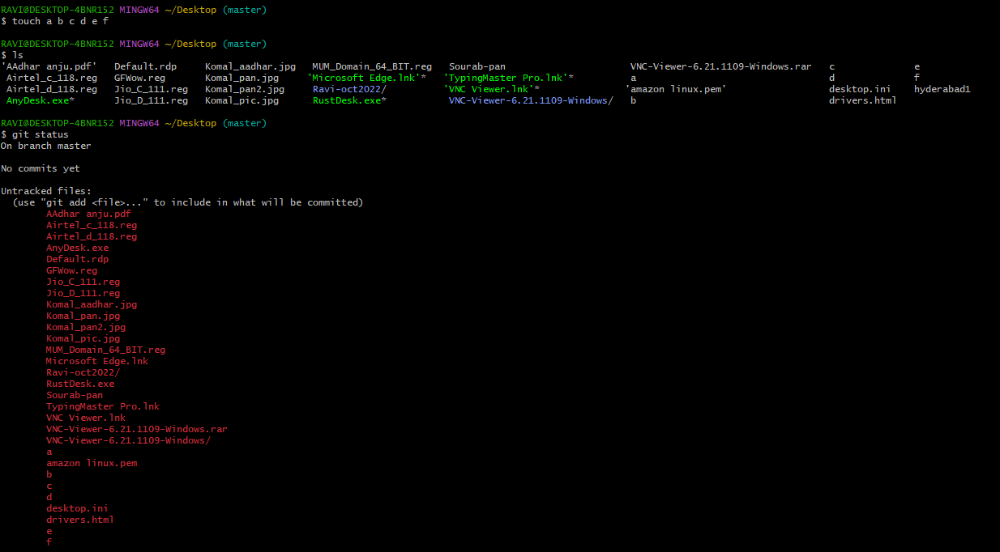 RAVI@DESKTOP-4BNR152 MINGW64 ~/Desktop (master)
$ touch a b c d e f
RAVI@DESKTOP-4BNR152 MINGW64 ~/Desktop (master)
$ ls
'AAdhar anju.pdf' Default.rdp Komal_aadhar.jpg MUM_Domain_64_BIT.reg Sourab-pan VNC-Viewer-6.21.1109-Windows.rar c e
Airtel_c_118.reg GFWow.reg Komal_pan.jpg 'Microsoft Edge.lnk'* 'TypingMaster Pro.lnk'* a d f
Airtel_d_118.reg Jio_C_111.reg Komal_pan2.jpg Ravi-oct2022/ 'VNC Viewer.lnk'* 'amazon linux.pem' desktop.ini hyderabad1
AnyDesk.exe* Jio_D_111.reg Komal_pic.jpg RustDesk.exe* VNC-Viewer-6.21.1109-Windows/ b drivers.html
RAVI@DESKTOP-4BNR152 MINGW64 ~/Desktop (master)
$ git status
On branch master
No commits yet
Untracked files:
(use "git add <file>..." to include in what will be committed)
AAdhar anju.pdf
Airtel_c_118.reg
Airtel_d_118.reg
AnyDesk.exe
Default.rdp
GFWow.reg
Jio_C_111.reg
Jio_D_111.reg
Komal_aadhar.jpg
Komal_pan.jpg
Komal_pan2.jpg
Komal_pic.jpg
MUM_Domain_64_BIT.reg
Microsoft Edge.lnk
Ravi-oct2022/
RustDesk.exe
Sourab-pan
TypingMaster Pro.lnk
VNC Viewer.lnk
VNC-Viewer-6.21.1109-Windows.rar
VNC-Viewer-6.21.1109-Windows/
a
amazon linux.pem
b
c
d
desktop.ini
drivers.html
e
f